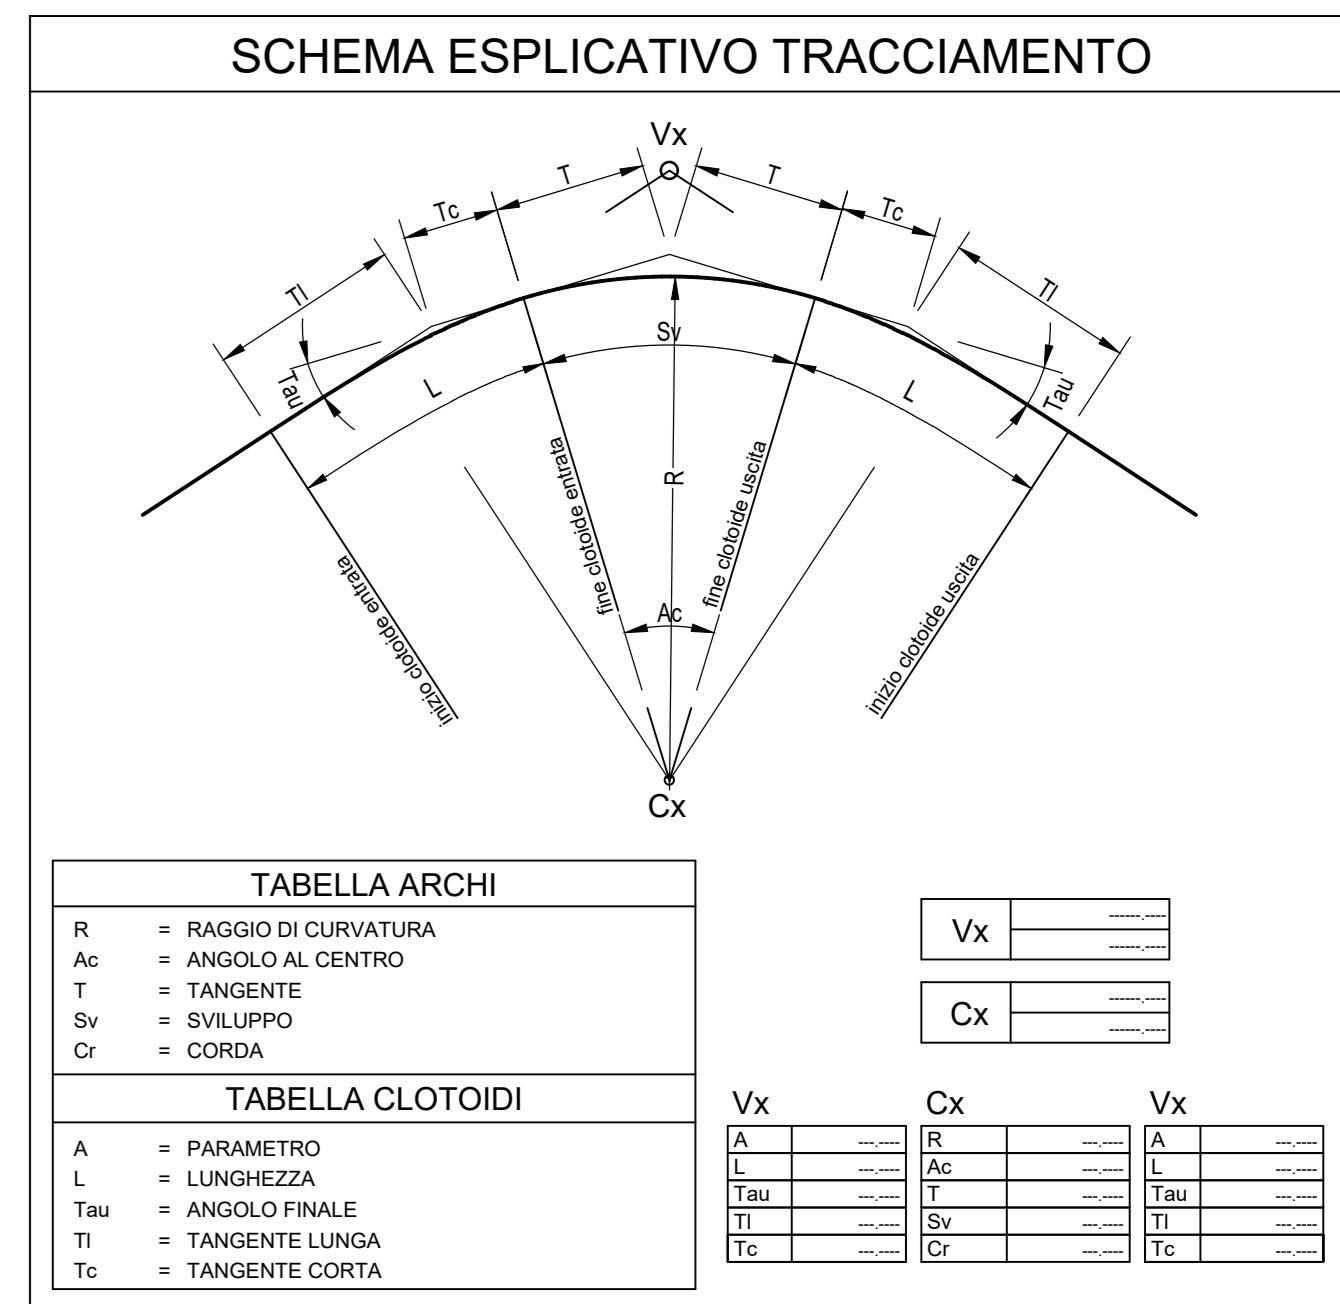 SCHEMA ESPLICATIVO TRACCIAMENTO
Vx
T
T
Tc
Tc
Tl
Tl
Sv
Tau
Tau
L
L
R
fine clotoide entrata
fine clotoide uscita
inizio clotoide entrata
inizio clotoide uscita
Ac
Cx
TABELLA ARCHI
R = RAGGIO DI CURVATURA
Ac = ANGOLO AL CENTRO
T = TANGENTE
Sv = SVILUPPO
Cr = CORDA
TABELLA CLOTOIDI
A = PARAMETRO
L = LUNGHEZZA
Tau = ANGOLO FINALE
Tl = TANGENTE LUNGA
Tc = TANGENTE CORTA
Vx ------.----
------.----
Cx ------.----
------.----
Vx Cx Vx
A ---.---- R ---.---- A ---.----
L ---.---- Ac ---.---- L ---.----
Tau ---.---- T ---.---- Tau ---.----
Tl ---.---- Sv ---.---- Tl ---.----
Tc ---.---- Cr ---.---- Tc ---.----